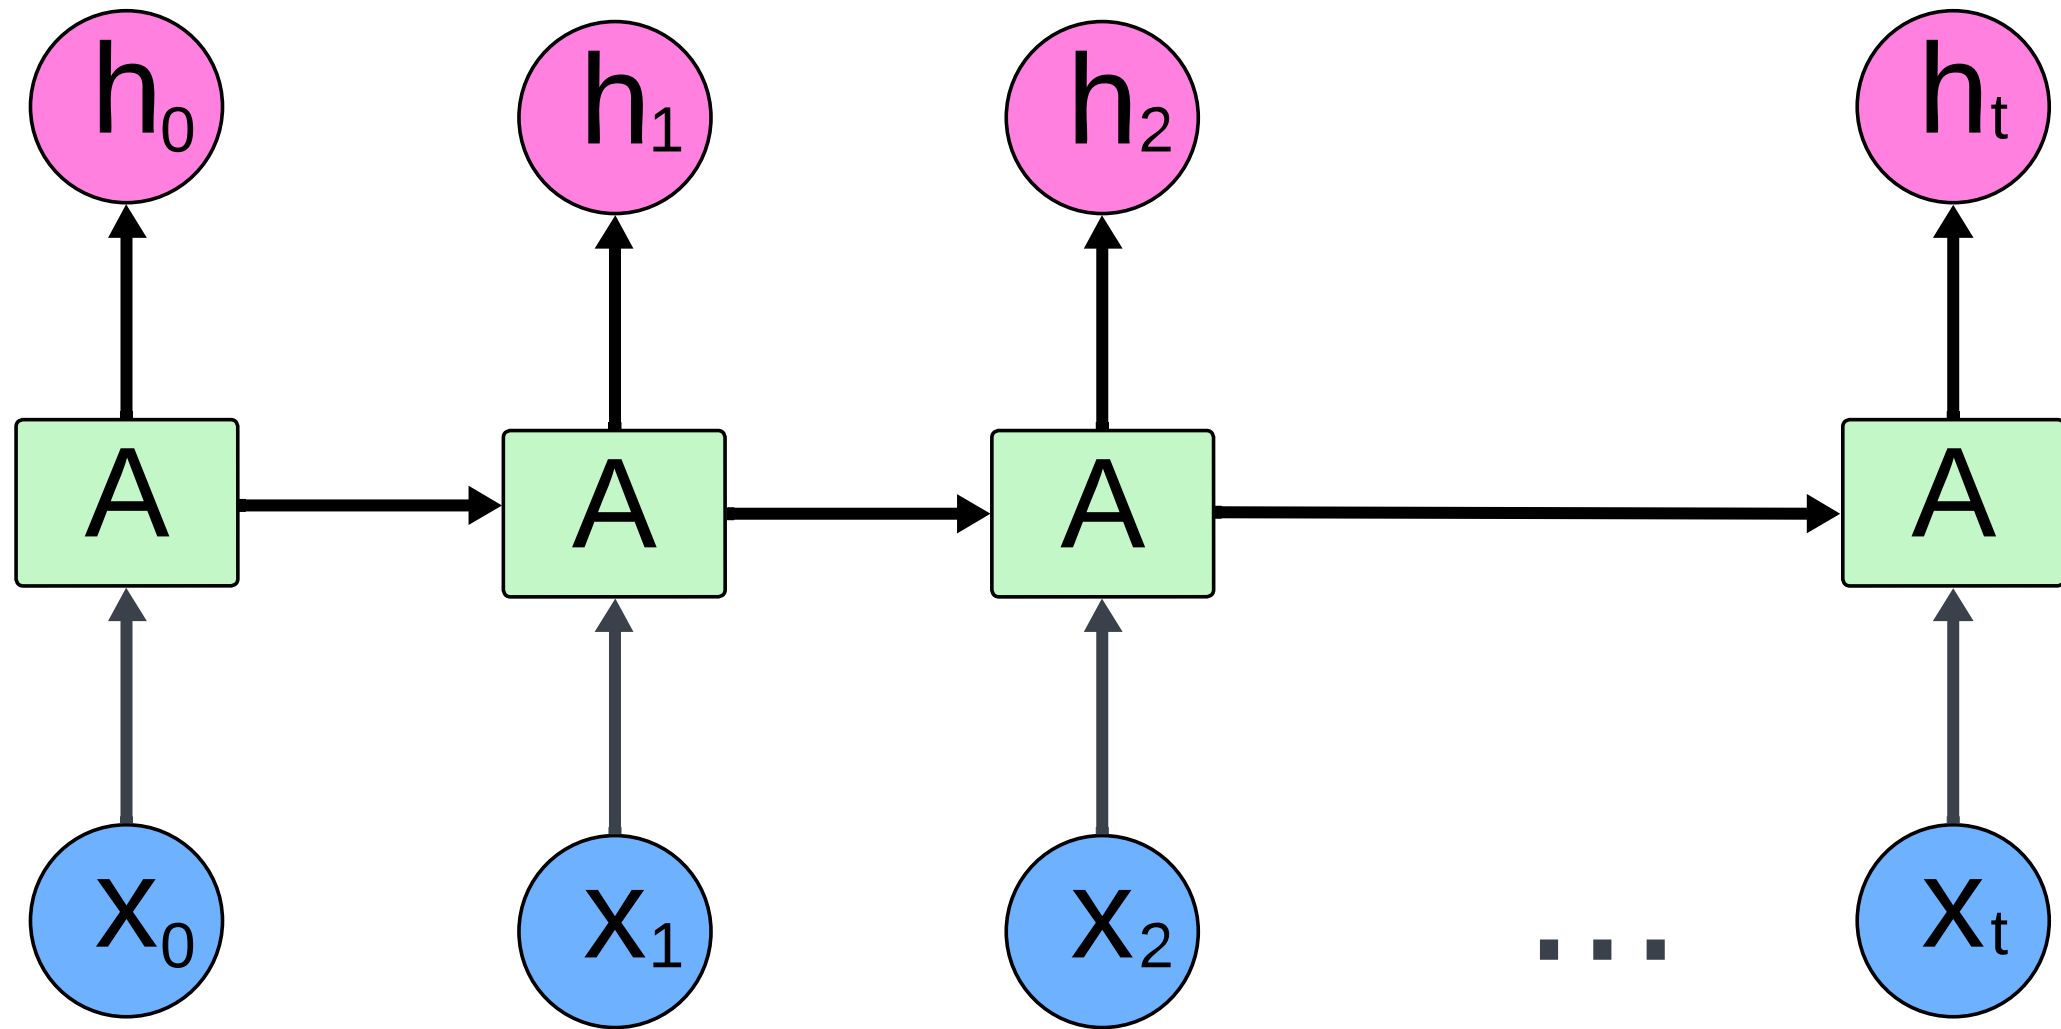 h₀ h₁ h₂ hₜ
A A A A
x₀ x₁ x₂ ... xₜ